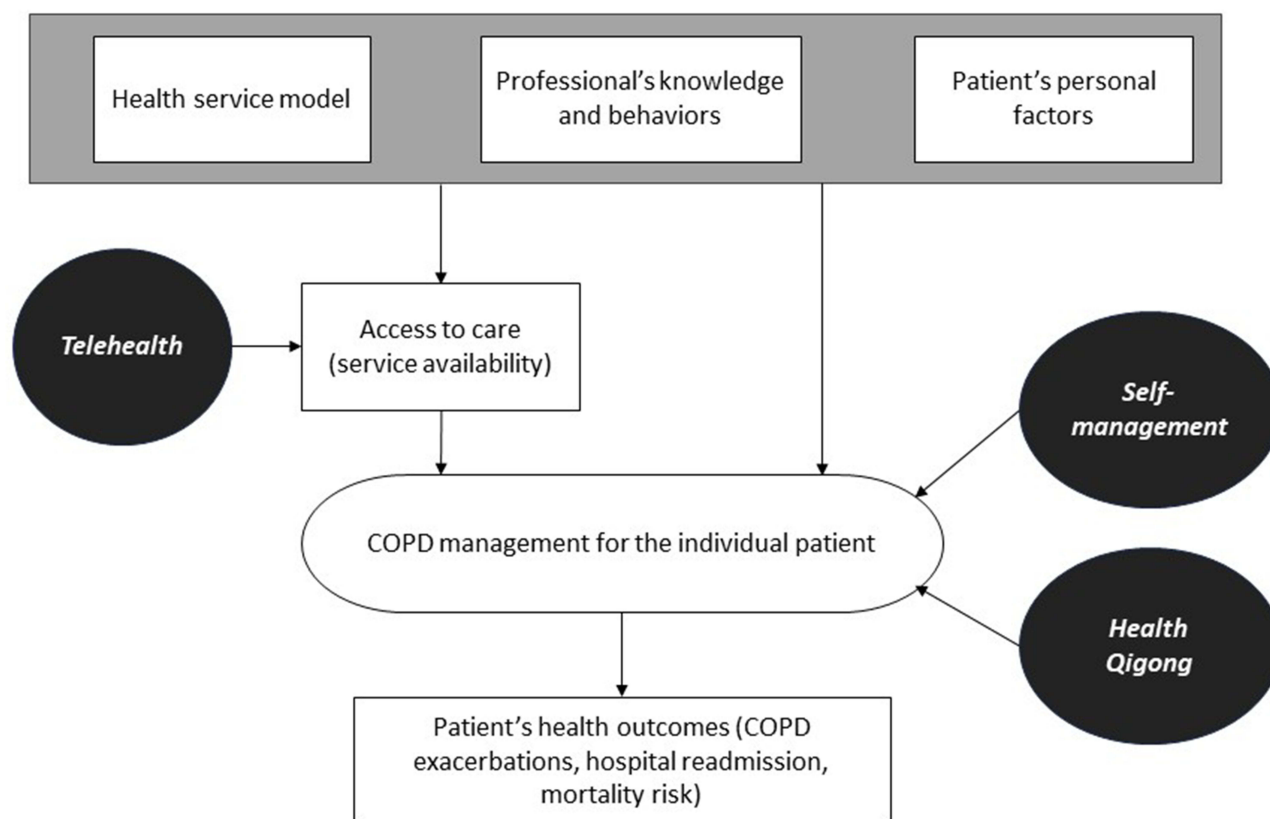 Health service model
Professional's knowledge
and behaviors
Patient's personal
factors
Telehealth
Access to care
(service availability)
Self-
management
COPD management for the individual patient
Health
Qigong
Patient's health outcomes (COPD
exacerbations, hospital readmission,
mortality risk)